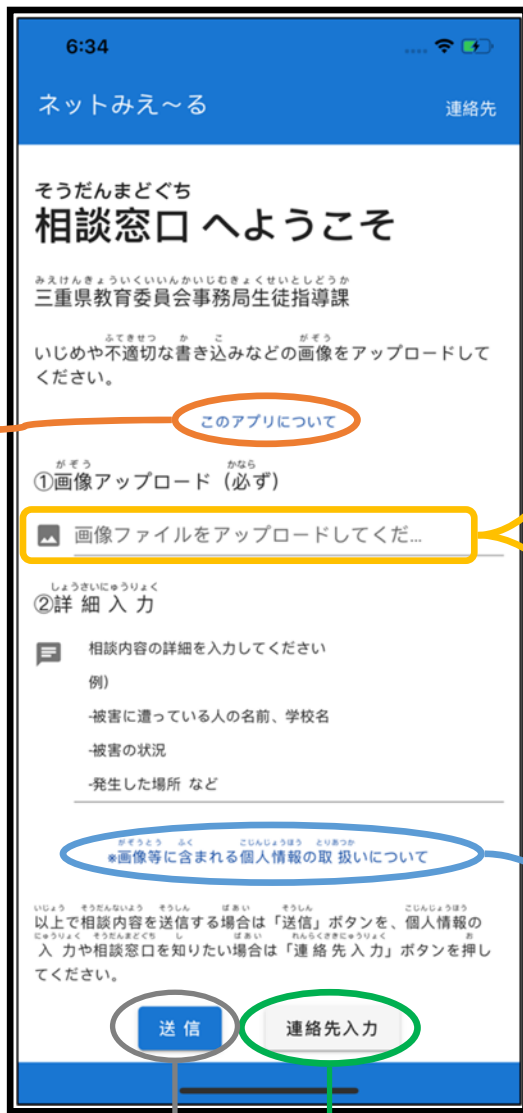 6:34
ネットみえ～る
連絡先
そうだんまどぐち
相談窓口 へようこそ
みえけんきょういくいいんかいじむきょくせいとしどうか
三重県教育委員会事務局生徒指導課
ふてきせつ か こ がぞう
いじめや不適切な書き込みなどの画像をアップロードして
ください。
このアプリについて
がぞう かなら
①画像アップロード（必ず）
画像ファイルをアップロードしてくだ...
しょうさいにゅうりょく
②詳 細 入 力
相談内容の詳細を入力してください
例)
-被害に遭っている人の名前、学校名
-被害の状況
-発生した場所 など
がぞうとう ふく こじんじょうほう とりあつか
※画像等に含まれる個人情報の取 扱いについて
いじょう そうだんないよう そうしん ばあい そうしん こじんじょうほう
以上で相談内容を送信する場合は「送信」ボタンを、個人情報の
にゅうりょく そうだんまどぐち し ばあい れんらくさきにゅうりょく お
入 力や相談窓口を知りたい場合は「連 絡 先 入 力」ボタンを押し
てください。
送 信
連絡先入力